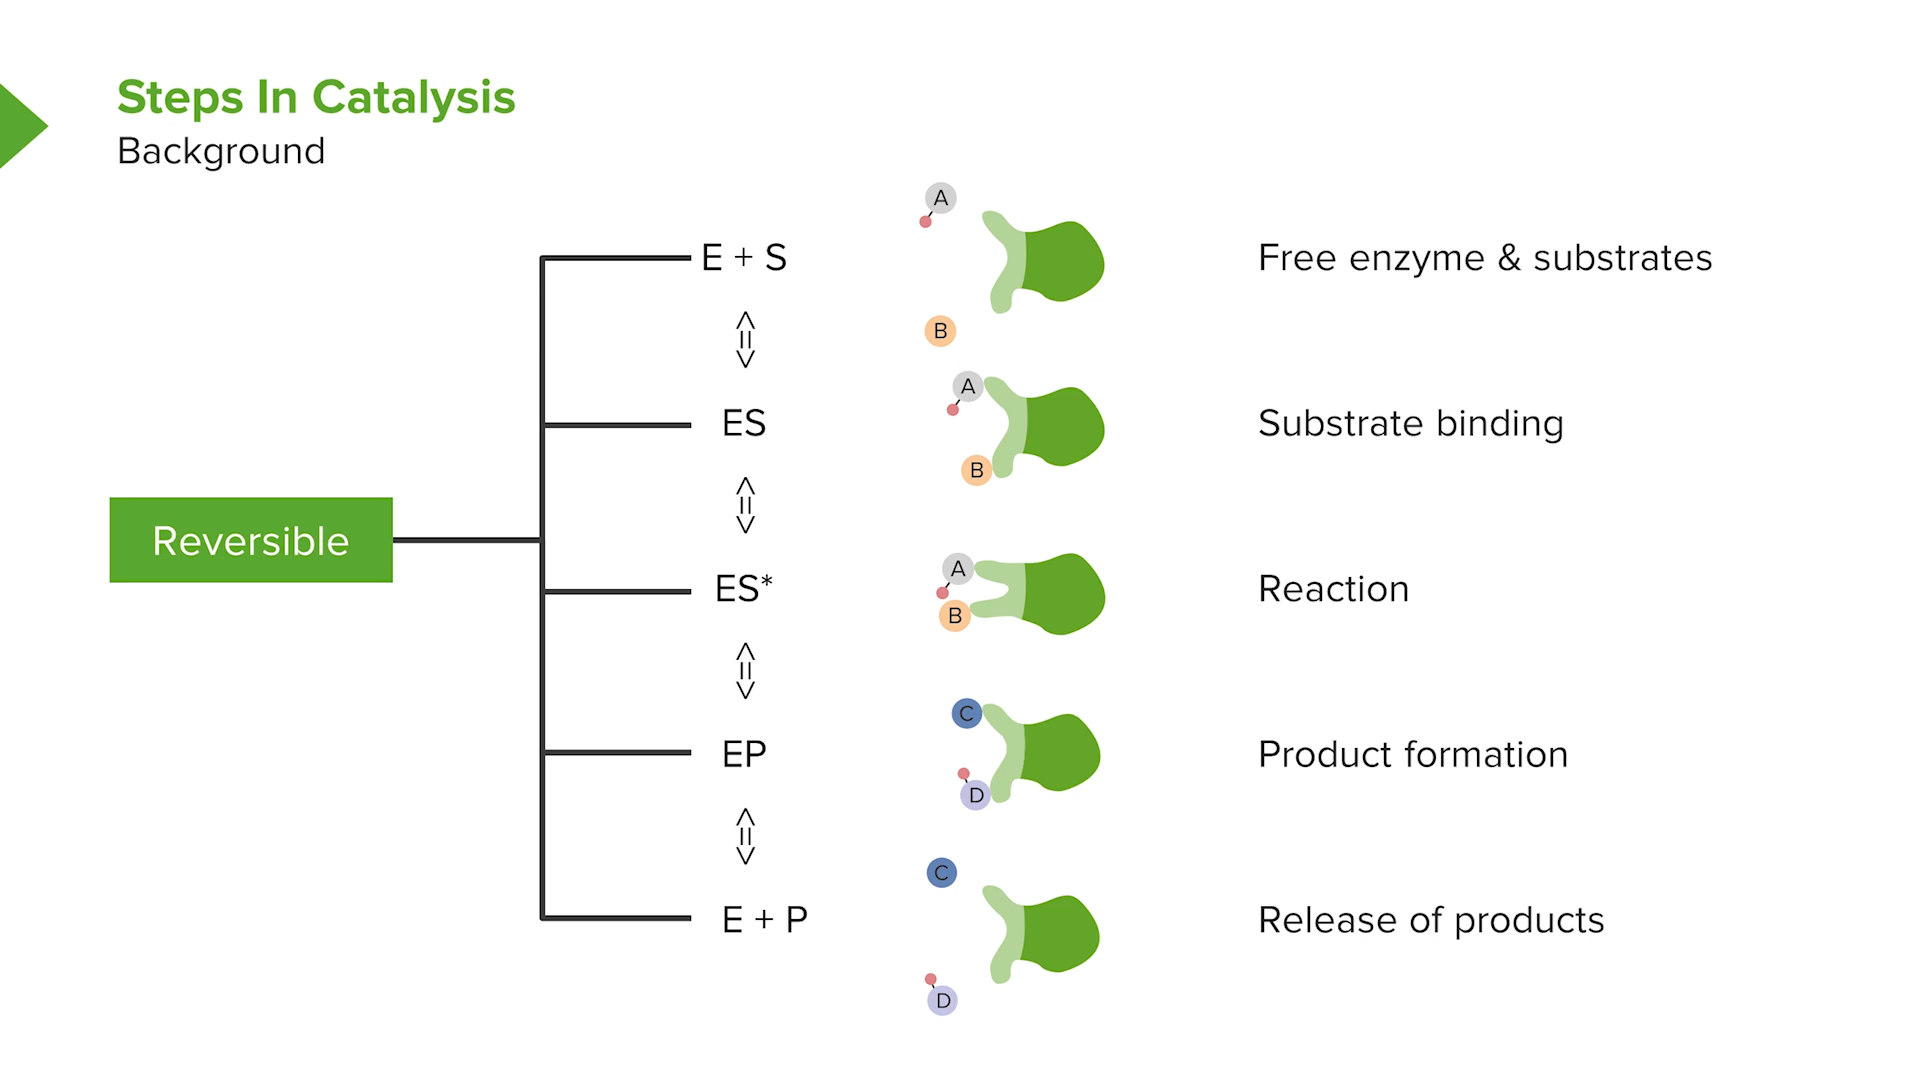 Steps In Catalysis
Background
Reversible
E + S
A
B
Free enzyme & substrates
<=>
ES
A
B
Substrate binding
<=>
ES*
A
B
Reaction
<=>
EP
C
D
Product formation
<=>
E + P
C
D
Release of products